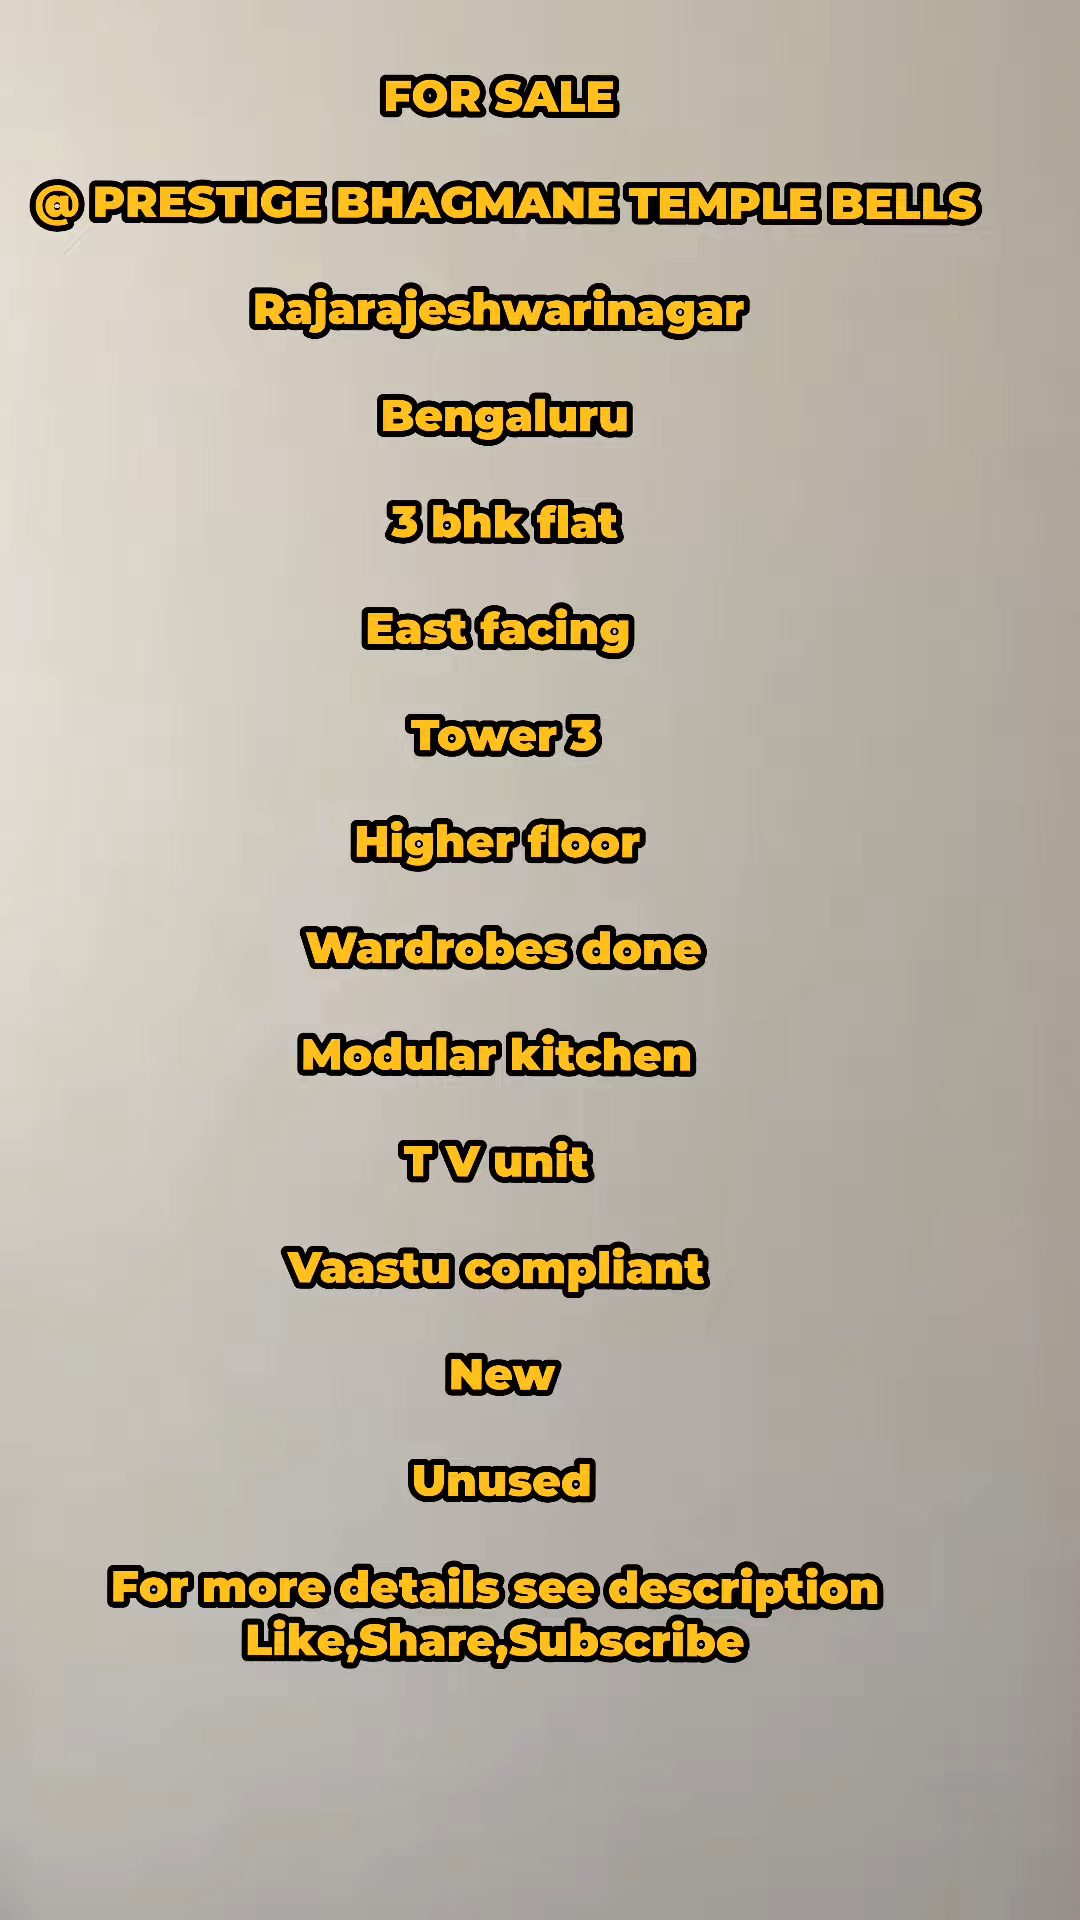 FOR SALE
@ PRESTIGE BHAGMANE TEMPLE BELLS
Rajarajeshwarinagar
Bengaluru
3 bhk flat
East facing
Tower 3
Higher floor
Wardrobes done
Modular kitchen
T V unit
Vaastu compliant
New
Unused
For more details see description
Like,Share,Subscribe